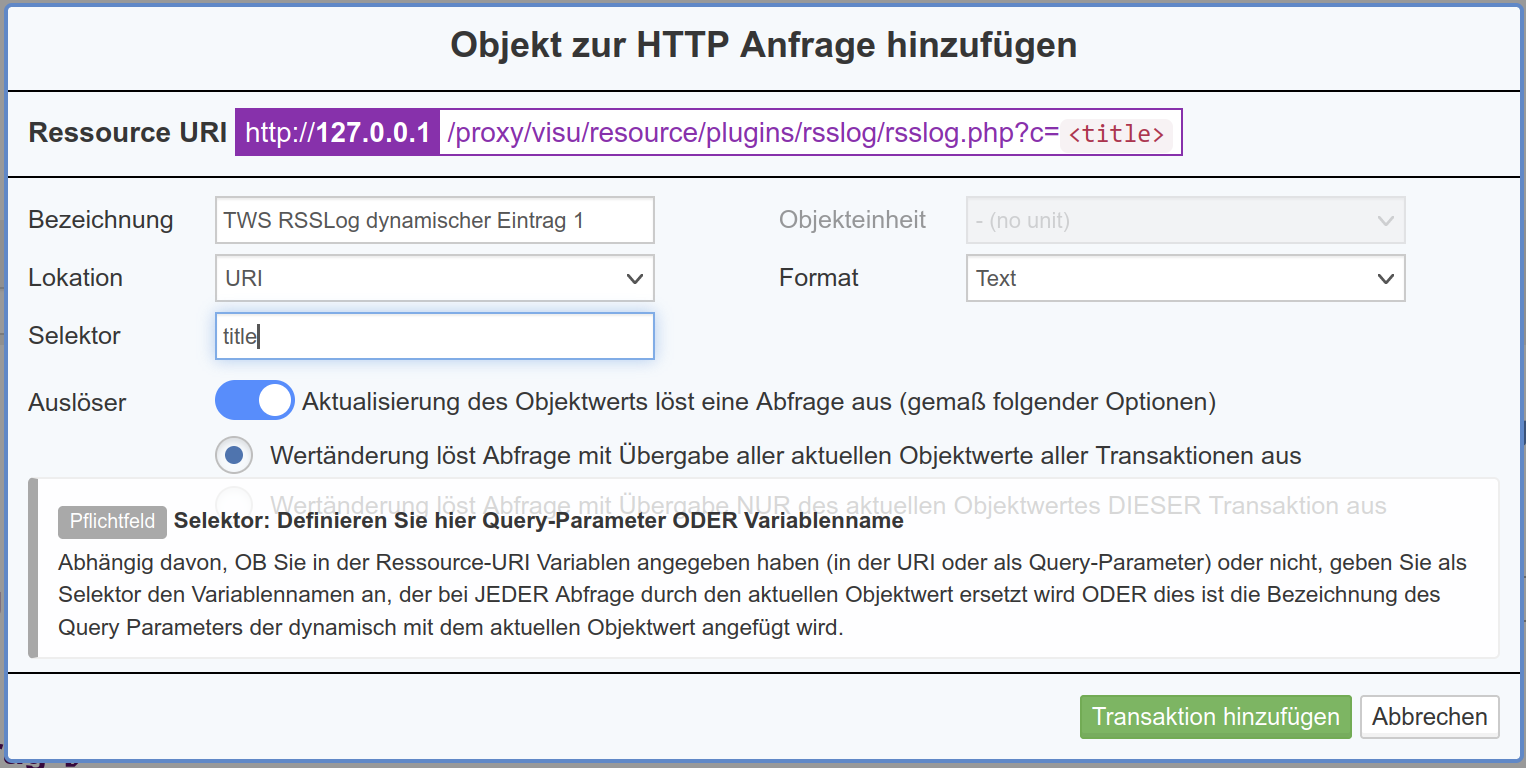 Objekt zur HTTP Anfrage hinzufügen
Ressource URI http://127.0.0.1 /proxy/visu/resource/plugins/rsslog/rsslog.php?c= <title>
Bezeichnung TWS RSSLog dynamischer Eintrag 1 Objekteinheit - (no unit)
Lokation URI Format Text
Selektor title
Auslöser Aktualisierung des Objektwerts löst eine Abfrage aus (gemäß folgender Optionen)
Wertänderung löst Abfrage mit Übergabe aller aktuellen Objektwerte aller Transaktionen aus
Wertänderung löst Abfrage mit Übergabe NUR des aktuellen Objektwertes DIESER Transaktion aus
Pflichtfeld Selektor: Definieren Sie hier Query-Parameter ODER Variablenname
Abhängig davon, OB Sie in der Ressource-URI Variablen angegeben haben (in der URI oder als Query-Parameter) oder nicht, geben Sie als
Selektor den Variablennamen an, der bei JEDER Abfrage durch den aktuellen Objektwert ersetzt wird ODER dies ist die Bezeichnung des
Query Parameters der dynamisch mit dem aktuellen Objektwert angefügt wird.
Transaktion hinzufügen Abbrechen